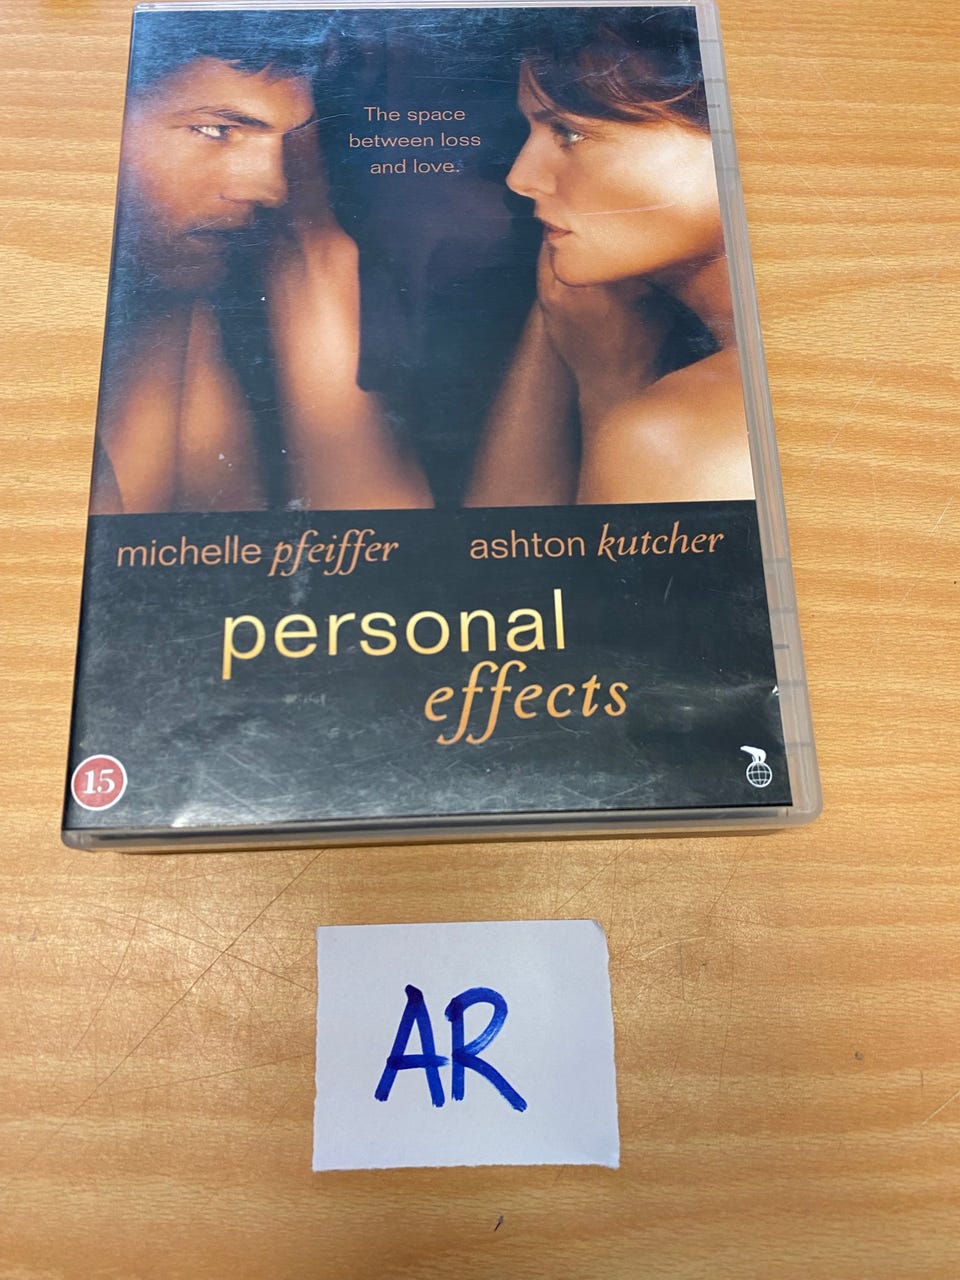 The space
between loss
and love.
michelle pfeiffer ashton kutcher
personal
effects
15
AR